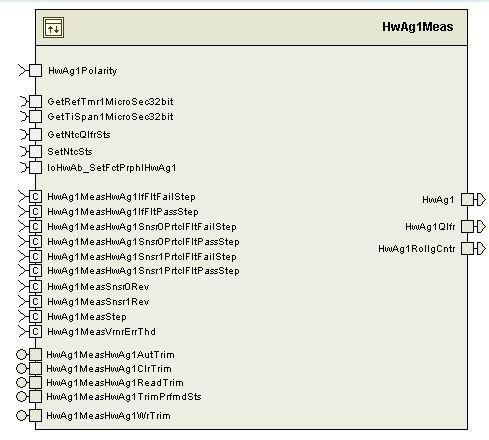 HwAg1Meas
HwAg1Polarity
GetRefTmr1MicroSec32bit
GetTiSpan1MicroSec32bit
GetNtcQlfrSts
SetNtcSts
IoHwAb_SetFctPrphlHwAg1
C HwAg1MeasHwAg1IfFltFailStep
C HwAg1MeasHwAg1IfFltPassStep
C HwAg1MeasHwAg1Snsr0PrtclFltFailStep
C HwAg1MeasHwAg1Snsr0PrtclFltPassStep
C HwAg1MeasHwAg1Snsr1PrtclFltFailStep
C HwAg1MeasHwAg1Snsr1PrtclFltPassStep
C HwAg1MeasSnsr0Rev
C HwAg1MeasSnsr1Rev
C HwAg1MeasStep
C HwAg1MeasVrnrErrThd
HwAg1MeasHwAg1AutTrim
HwAg1MeasHwAg1ClrTrim
HwAg1MeasHwAg1ReadTrim
HwAg1MeasHwAg1TrimPrfmdSts
HwAg1MeasHwAg1WrTrim
HwAg1
HwAg1Qlfr
HwAg1RollgCntr